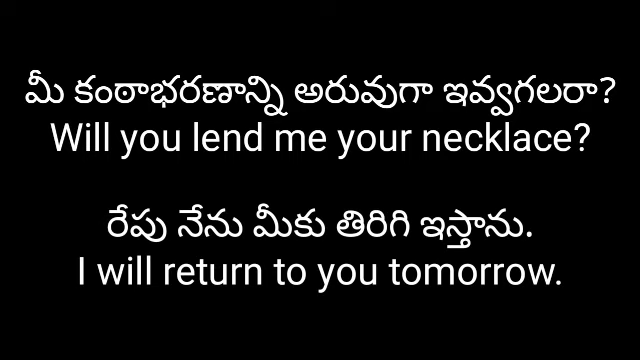 మీ కంఠాభరణాన్ని అరువుగా ఇవ్వగలరా?
Will you lend me your necklace?
రేపు నేను మీకు తిరిగి ఇస్తాను.
I will return to you tomorrow.